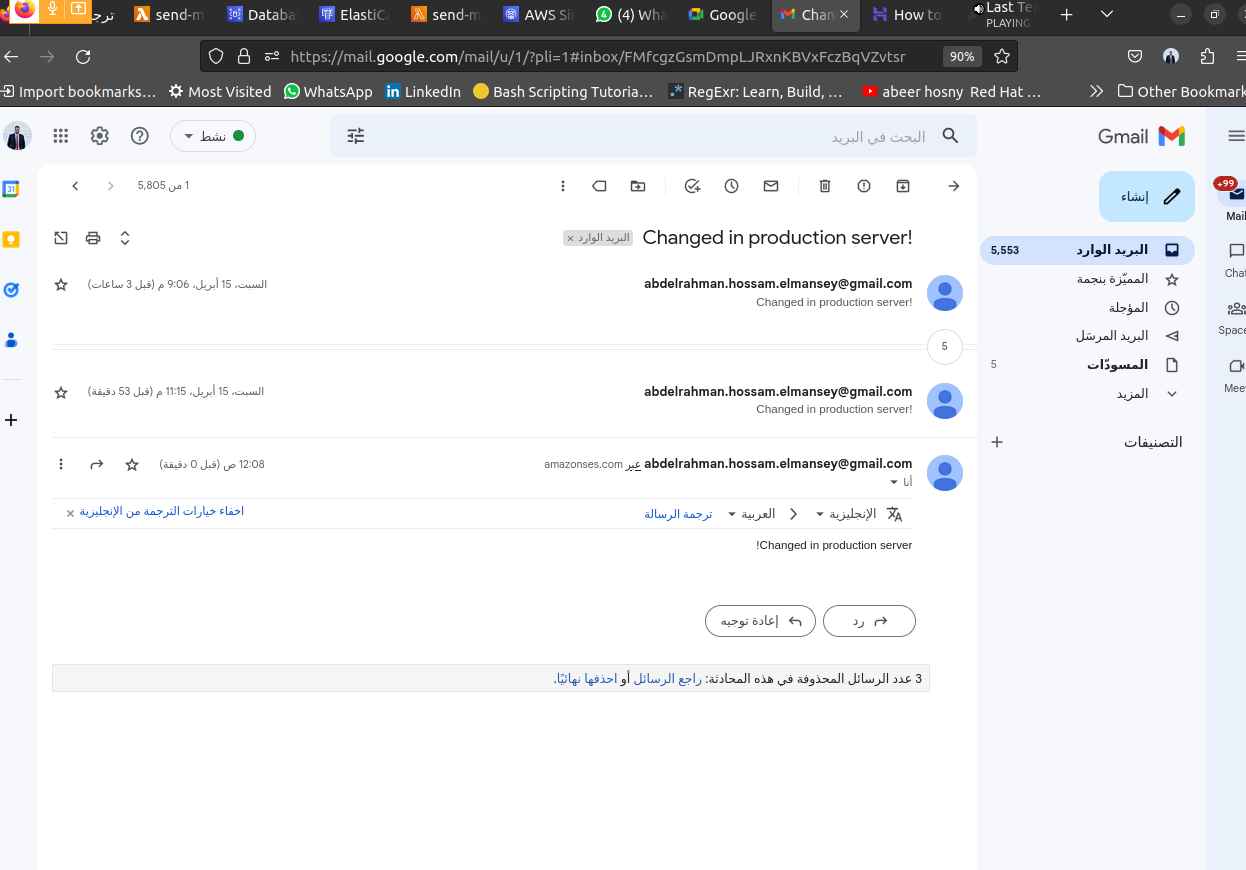 ترج
send-m
Databa
ElastiCa
send-m
AWS Si
(4) Wha
Google
Chan
How to
Last Te
PLAYING
https://mail.google.com/mail/u/1/?pli=1#inbox/FMfcgzGsmDmpLJRxnKBVxFczBqVZvtsr
90%
Import bookmarks…
Most Visited
WhatsApp
LinkedIn
Bash Scripting Tutoria…
RegExr: Learn, Build, …
abeer hosny Red Hat …
Other Bookmark
Gmail
البحث في البريد
نشط
+99
Mail
Chat
Space
Meet
إنشاء
البريد الوارد
5,553
المميّزة بنجمة
المؤجلة
البريد المرسَل
المسودّات
5
المزيد
التصنيفات
1 من 5,805
Changed in production server!
البريد الوارد ×
abdelrahman.hossam.elmansey@gmail.com
السبت، 15 أبريل، 9:06 م (قبل 3 ساعات)
Changed in production server!
5
abdelrahman.hossam.elmansey@gmail.com
السبت، 15 أبريل، 11:15 م (قبل 53 دقيقة)
Changed in production server!
abdelrahman.hossam.elmansey@gmail.com عبر amazonses.com
12:08 ص (قبل 0 دقيقة)
أنا
الإنجليزية
العربية
ترجمة الرسالة
اخفاء خيارات الترجمة من الإنجليزية ×
!Changed in production server
رد
إعادة توجيه
3 عدد الرسائل المحذوفة في هذه المحادثة: راجع الرسائل أو احذفها نهائيًا.
31